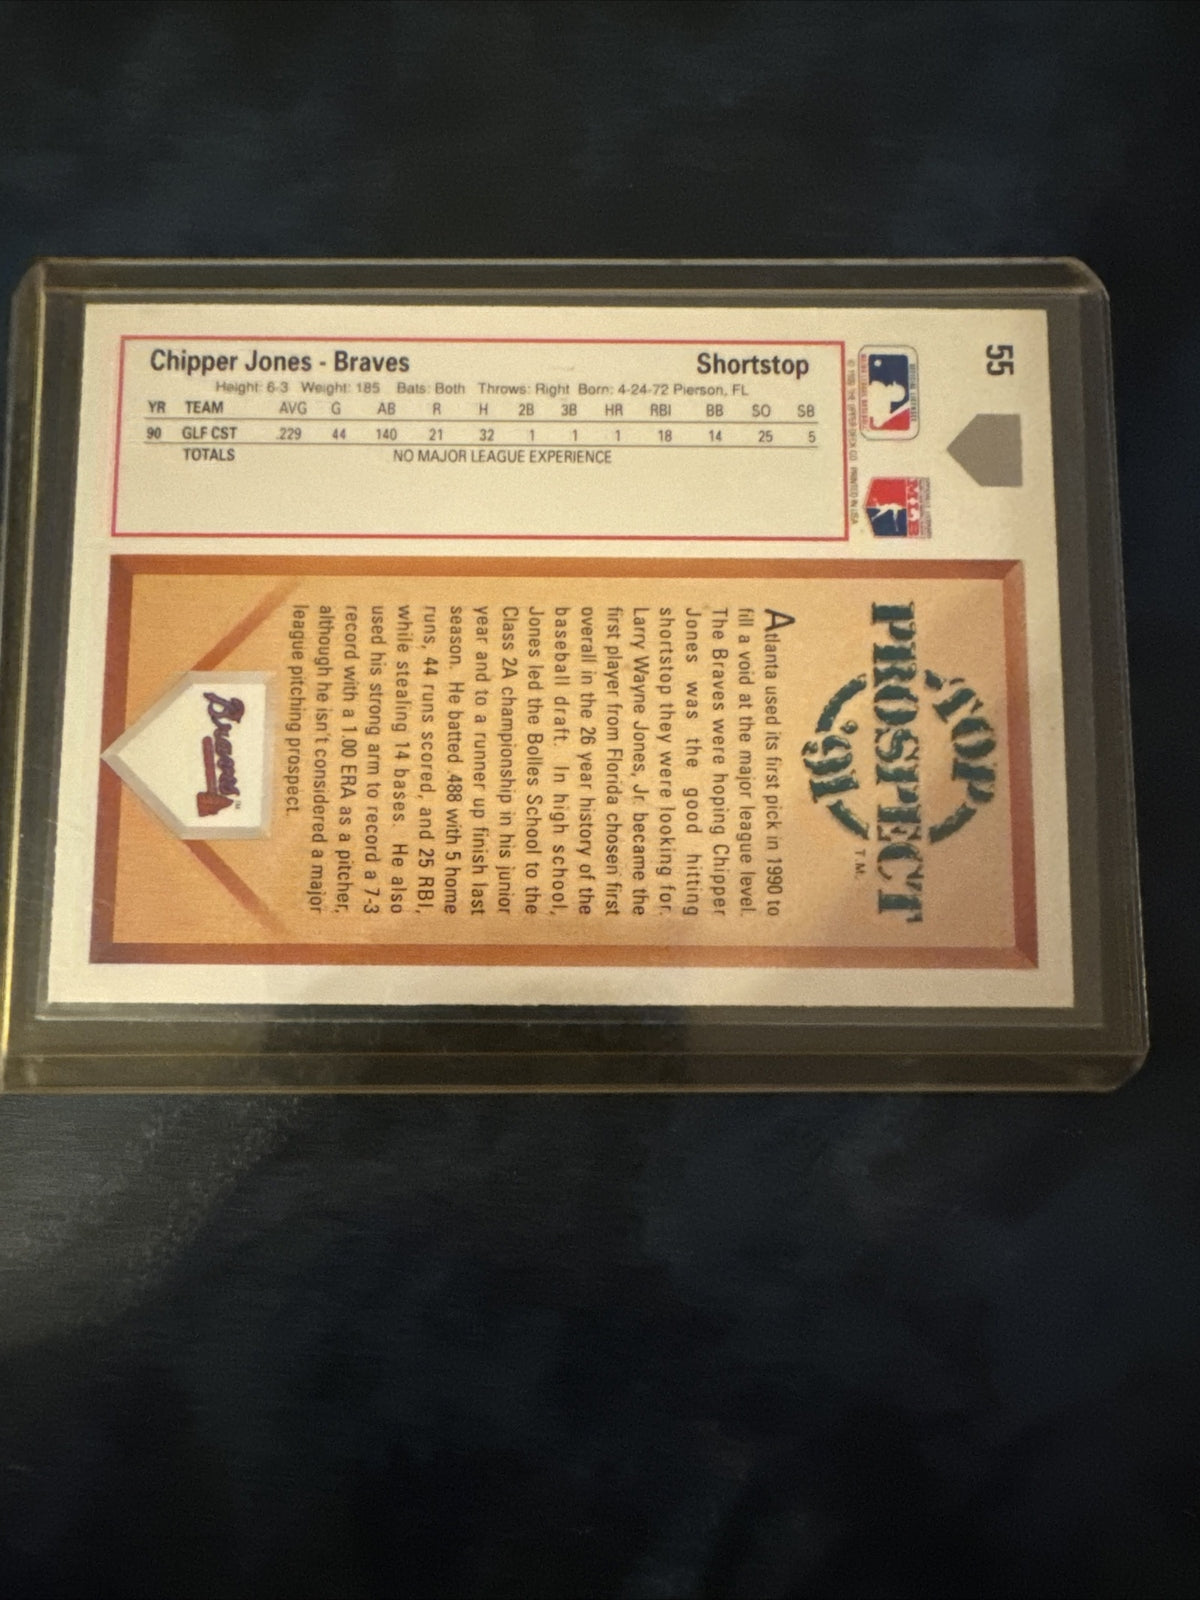 55
Chipper Jones - Braves Shortstop
Height: 6-3 Weight: 185 Bats: Both Throws: Right Born: 4-24-72 Pierson, FL
YR TEAM AVG G AB R H 2B 3B HR RBI BB SO SB
90 GLF CST .229 44 140 21 32 1 1 1 18 14 25 5
TOTALS NO MAJOR LEAGUE EXPERIENCE
© 1990 THE UPPER DECK CO. PRINTED IN USA
MLB
TOP
PROSPECT
'91
T.M.
Atlanta used its first pick in 1990 to
fill a void at the major league level.
The Braves were hoping Chipper
Jones was the good hitting
shortstop they were looking for.
Larry Wayne Jones, Jr. became the
first player from Florida chosen first
overall in the 26 year history of the
baseball draft. In high school,
Jones led the Bolles School to the
Class 2A championship in his junior
year and to a runner up finish last
season. He batted .488 with 5 home
runs, 44 runs scored, and 25 RBI,
while stealing 14 bases. He also
used his strong arm to record a 7-3
record with a 1.00 ERA as a pitcher,
although he isn't considered a major
league pitching prospect.
Braves